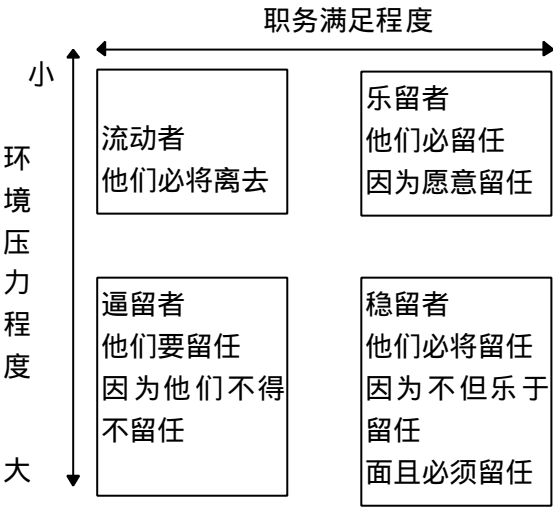 职务满足程度
小
环境压力程度
大
流动者
他们必将离去
乐留者
他们必留任
因为愿意留任
逼留者
他们要留任
因为他们不得
不留任
稳留者
他们必将留任
因为不但乐于
留任
面且必须留任